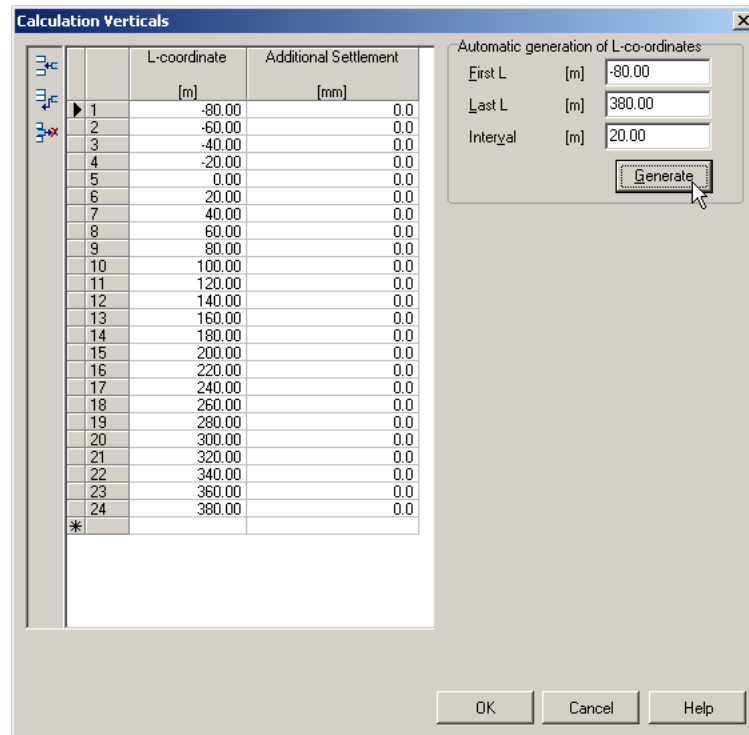 Calculation Verticals
L-coordinate Additional Settlement
[m] [mm]
1 -80.00 0.0
2 -60.00 0.0
3 -40.00 0.0
4 -20.00 0.0
5 0.00 0.0
6 20.00 0.0
7 40.00 0.0
8 60.00 0.0
9 80.00 0.0
10 100.00 0.0
11 120.00 0.0
12 140.00 0.0
13 160.00 0.0
14 180.00 0.0
15 200.00 0.0
16 220.00 0.0
17 240.00 0.0
18 260.00 0.0
19 280.00 0.0
20 300.00 0.0
21 320.00 0.0
22 340.00 0.0
23 360.00 0.0
24 380.00 0.0
Automatic generation of L-co-ordinates
First L [m] -80.00
Last L [m] 380.00
Interval [m] 20.00
Generate
OK Cancel Help